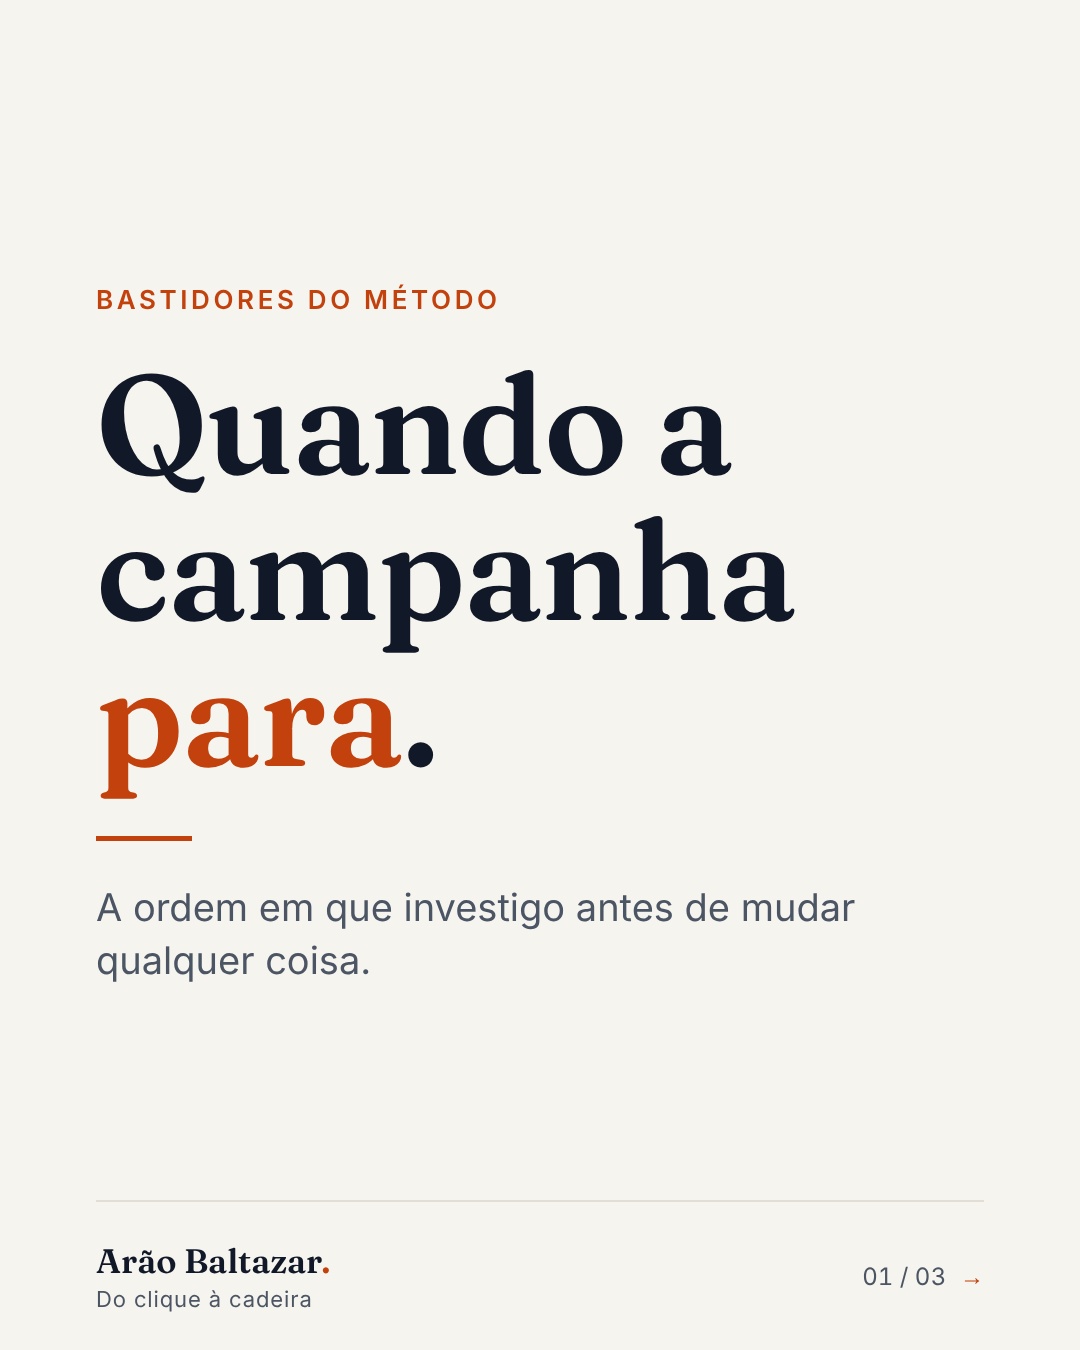 BASTIDORES DO MÉTODO
Quando a
campanha
para.
A ordem em que investigo antes de mudar
qualquer coisa.
Arão Baltazar.
Do clique à cadeira
01 / 03 →